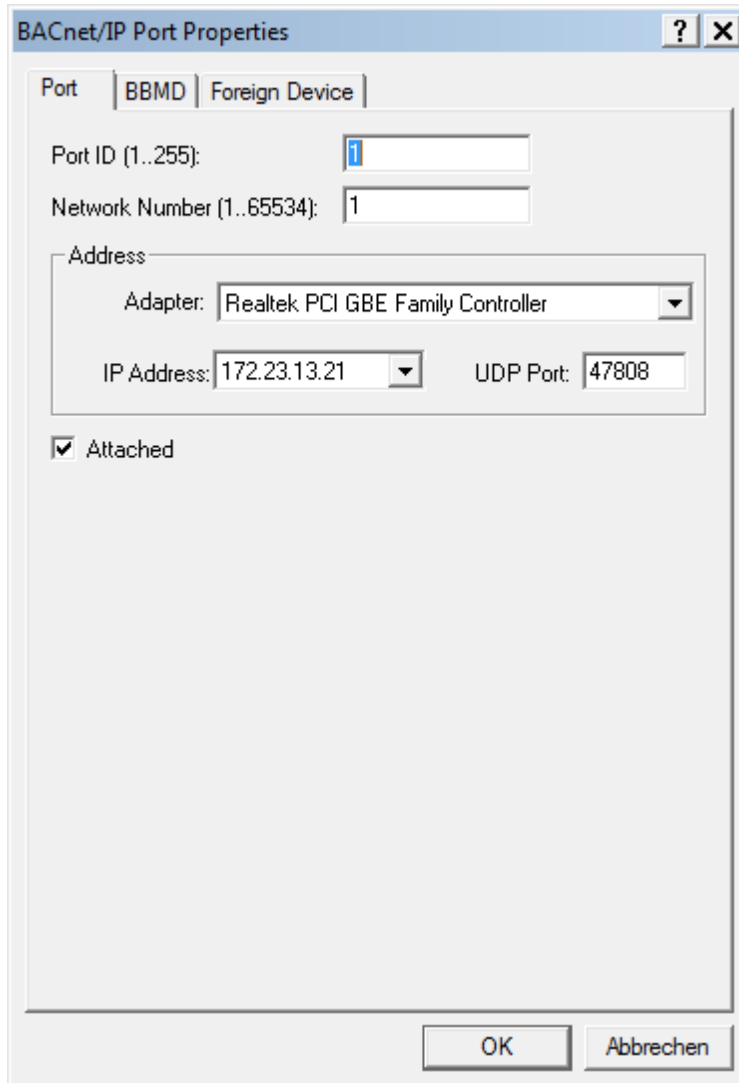 BACnet/IP Port Properties
Port BBMD Foreign Device
Port ID (1..255): 1
Network Number (1..65534): 1
Address
Adapter: Realtek PCI GBE Family Controller
IP Address: 172.23.13.21 UDP Port: 47808
Attached
OK Abbrechen